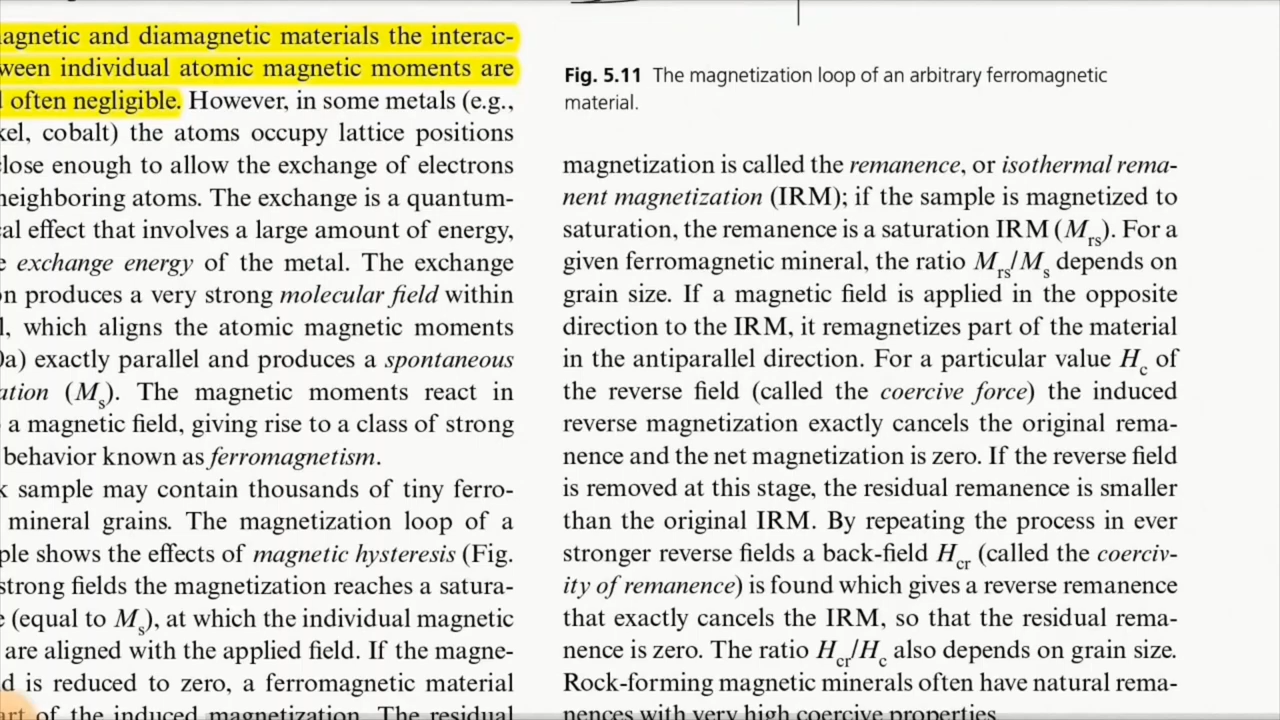 agnetic and diamagnetic materials the interac-
ween individual atomic magnetic moments are
often negligible. However, in some metals (e.g.,
kel, cobalt) the atoms occupy lattice positions
close enough to allow the exchange of electrons
neighboring atoms. The exchange is a quantum-
al effect that involves a large amount of energy,
e exchange energy of the metal. The exchange
n produces a very strong molecular field within
l, which aligns the atomic magnetic moments
0a) exactly parallel and produces a spontaneous
ation (Ms). The magnetic moments react in
a magnetic field, giving rise to a class of strong
behavior known as ferromagnetism.
k sample may contain thousands of tiny ferro-
mineral grains. The magnetization loop of a
ple shows the effects of magnetic hysteresis (Fig.
strong fields the magnetization reaches a satura-
e (equal to Ms), at which the individual magnetic
are aligned with the applied field. If the magne-
d is reduced to zero, a ferromagnetic material
art of the induced magnetization. The residual
Fig. 5.11 The magnetization loop of an arbitrary ferromagnetic
material.
magnetization is called the remanence, or isothermal rema-
nent magnetization (IRM); if the sample is magnetized to
saturation, the remanence is a saturation IRM (Mrs). For a
given ferromagnetic mineral, the ratio Mrs/Ms depends on
grain size. If a magnetic field is applied in the opposite
direction to the IRM, it remagnetizes part of the material
in the antiparallel direction. For a particular value Hc of
the reverse field (called the coercive force) the induced
reverse magnetization exactly cancels the original rema-
nence and the net magnetization is zero. If the reverse field
is removed at this stage, the residual remanence is smaller
than the original IRM. By repeating the process in ever
stronger reverse fields a back-field Hcr (called the coerciv-
ity of remanence) is found which gives a reverse remanence
that exactly cancels the IRM, so that the residual rema-
nence is zero. The ratio Hcr/Hc also depends on grain size.
Rock-forming magnetic minerals often have natural rema-
nences with very high coercive properties.